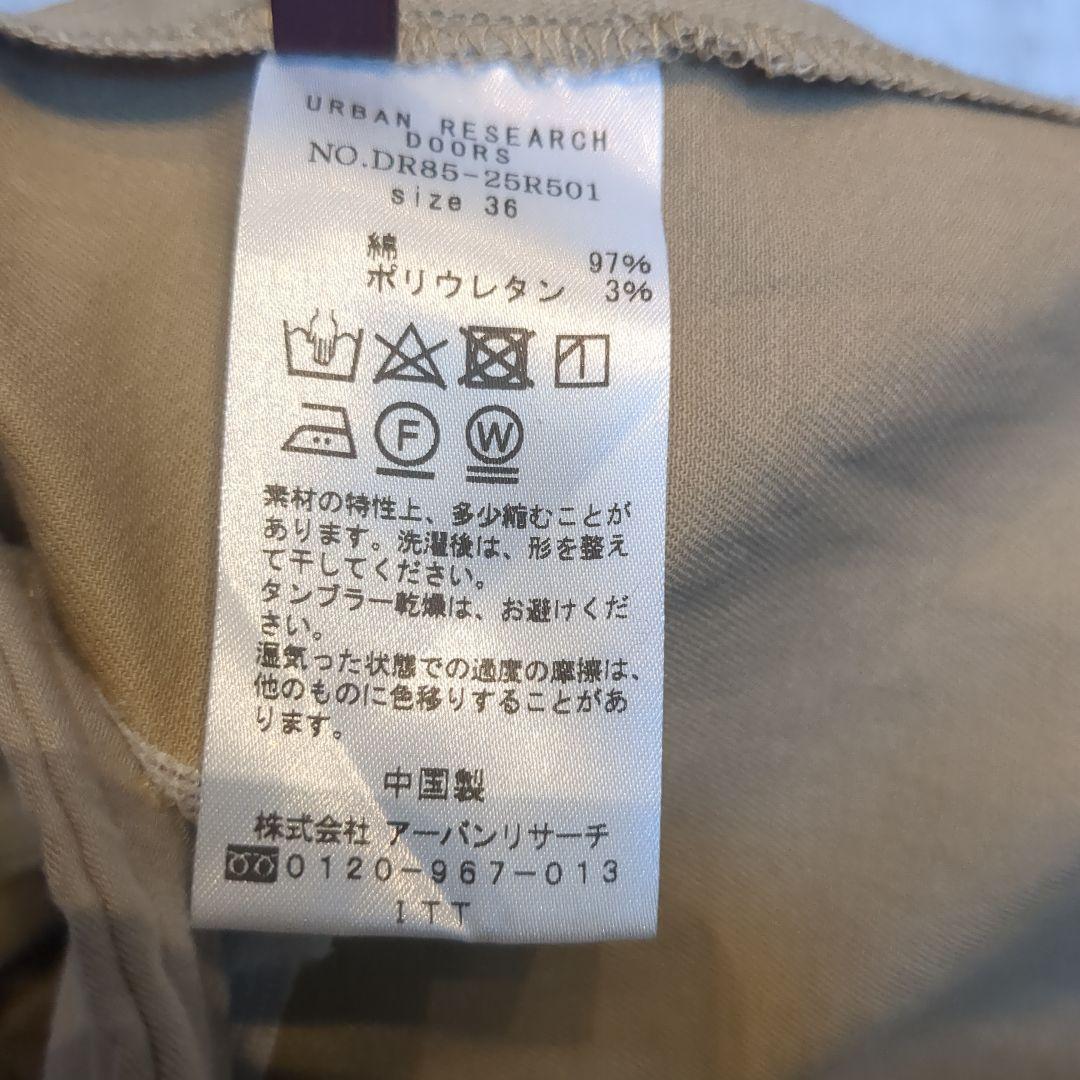 URBAN RESEARCH
DOORS
NO.DR85-25R501
size 36
綿 97%
ポリウレタン 3%
F W
素材の特性上、多少縮むことが
あります。洗濯後は、形を整え
て干してください。
タンブラー乾燥は、お避けくだ
さい。
湿気った状態での過度の摩擦は、
他のものに色移りすることがあ
ります。
中国製
株式会社 アーバンリサーチ
0120-967-013
ITT